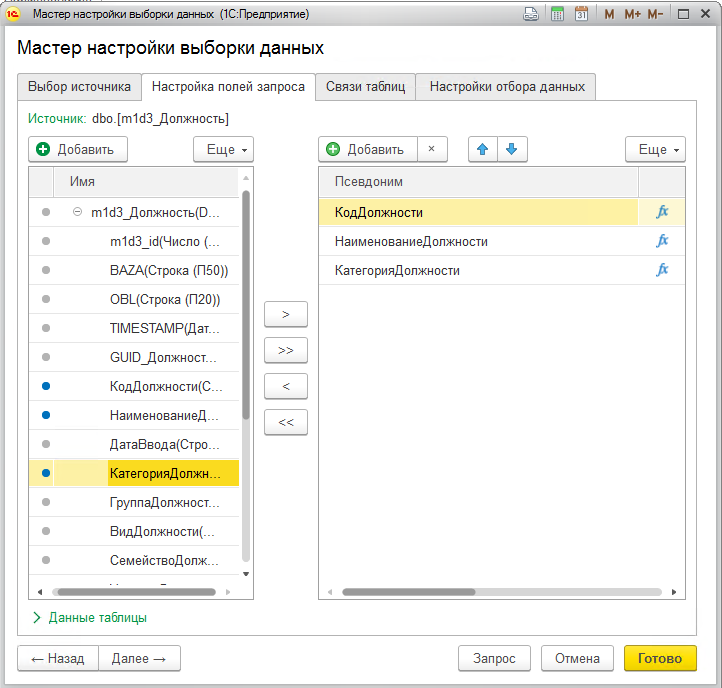 Мастер настройки выборки данных (1С:Предприятие)
M M+ M-
Мастер настройки выборки данных
Выбор источника Настройка полей запроса Связи таблиц Настройки отбора данных
Источник: dbo.[m1d3_Должность]
Добавить Еще Добавить × Еще
Имя Псевдоним
m1d3_Должность(D... КодДолжности fx
m1d3_id(Число (... НаименованиеДолжности fx
BAZA(Строка (П50)) КатегорияДолжности fx
OBL(Строка (П20))
TIMESTAMP(Дат...
GUID_Должност...
КодДолжности(С...
НаименованиеД...
ДатаВвода(Стро...
КатегорияДолжн...
ГруппаДолжност...
ВидДолжности(...
СемействоДолж...
>
>>
<
<<
Данные таблицы
← Назад Далее → Запрос Отмена Готово